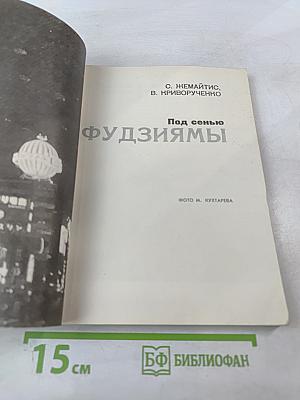 С. ЖЕМАЙТИС,
В. КРИВОРУЧЕНКО
Под сенью
ФУДЗИЯМЫ
ФОТО М. КУХТАРЕВА
15 см
БФ БИБЛИОФАН